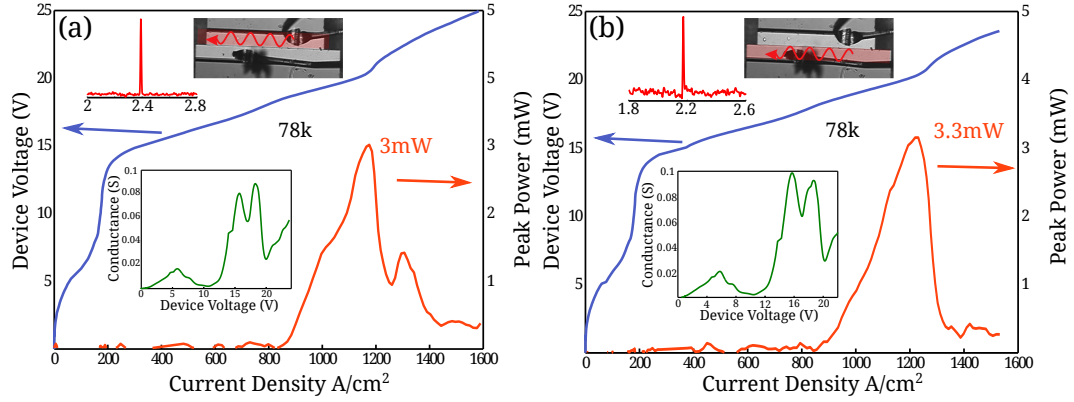 (a)
25
20
15
10
5
Device Voltage (V)
2
2.4
2.8
78k
3mW
5
5
3
2
1
Peak Power (mW)
0.1
0.08
0.06
0.04
0.02
Conductance (S)
0 5 10 15 20
Device Voltage (V)
0 200 400 600 800 1000 1200 1400 1600
Current Density A/cm²
(b)
25
20
15
10
5
Device Voltage (V)
1.8
2.2
2.6
78k
3.3mW
5
4
3
2
1
Peak Power (mW)
0.1
0.08
0.06
0.04
0.02
Conductance (S)
0 4 8 12 16 20
Device Voltage (V)
0 200 400 600 800 1000 1200 1400 1600
Current Density A/cm²